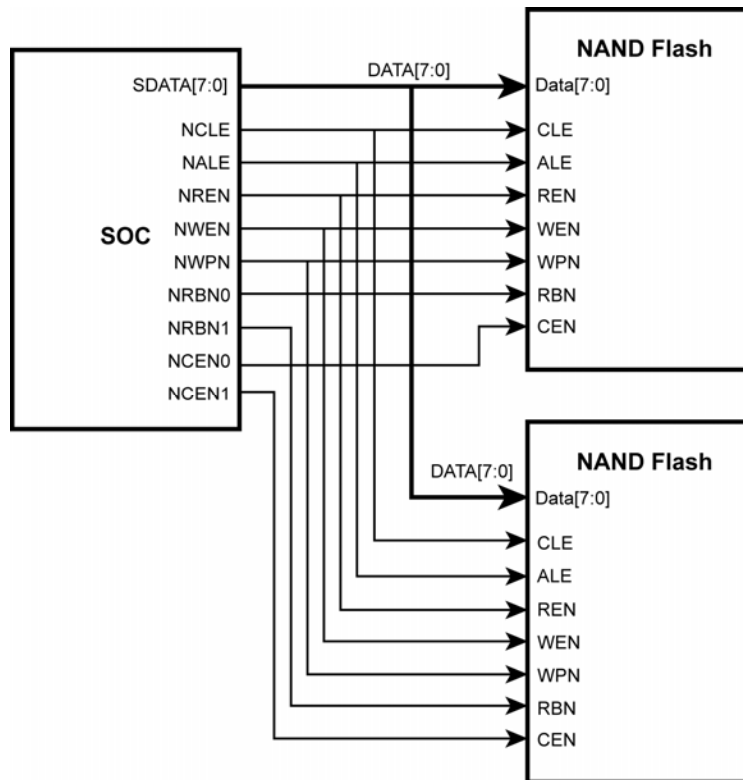 SOC
SDATA[7:0]
NCLE
NALE
NREN
NWEN
NWPN
NRBN0
NRBN1
NCEN0
NCEN1
DATA[7:0]
NAND Flash
Data[7:0]
CLE
ALE
REN
WEN
WPN
RBN
CEN
DATA[7:0]
NAND Flash
Data[7:0]
CLE
ALE
REN
WEN
WPN
RBN
CEN